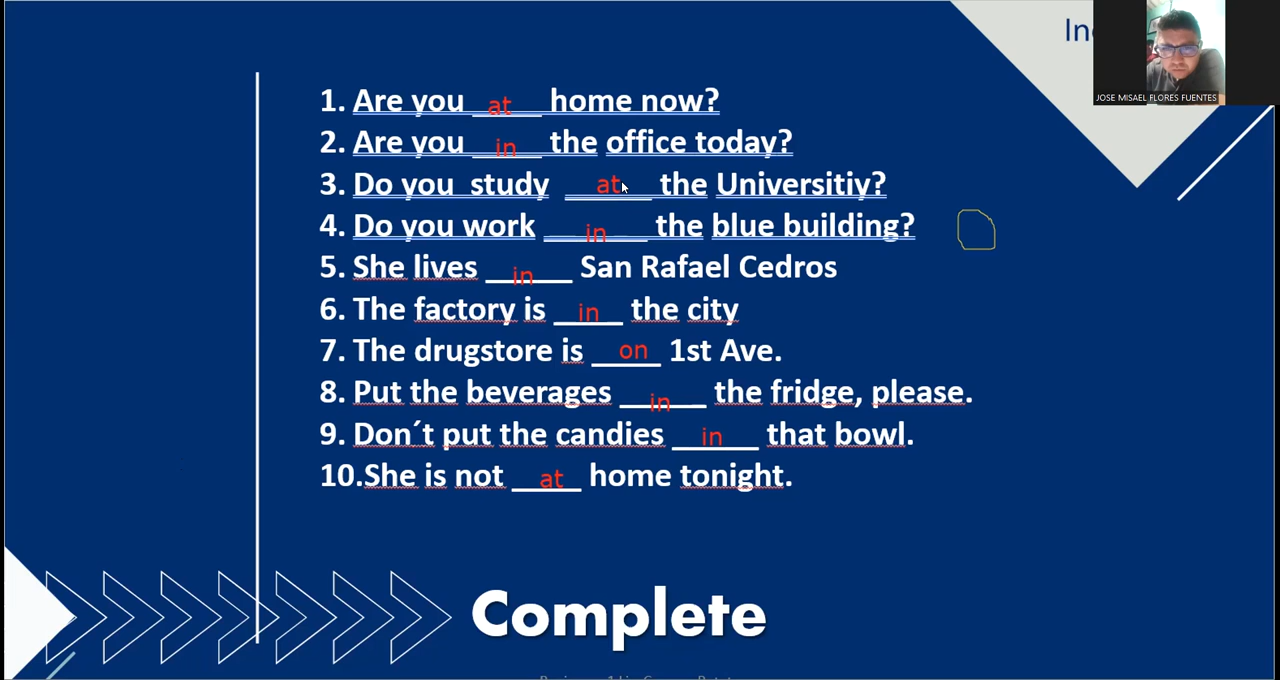 In
JOSE MISAEL FLORES FUENTES
1. Are you at home now?
2. Are you in the office today?
3. Do you study at the Universitiy?
4. Do you work in the blue building?
5. She lives in San Rafael Cedros
6. The factory is in the city
7. The drugstore is on 1st Ave.
8. Put the beverages in the fridge, please.
9. Don´t put the candies in that bowl.
10.She is not at home tonight.
Complete